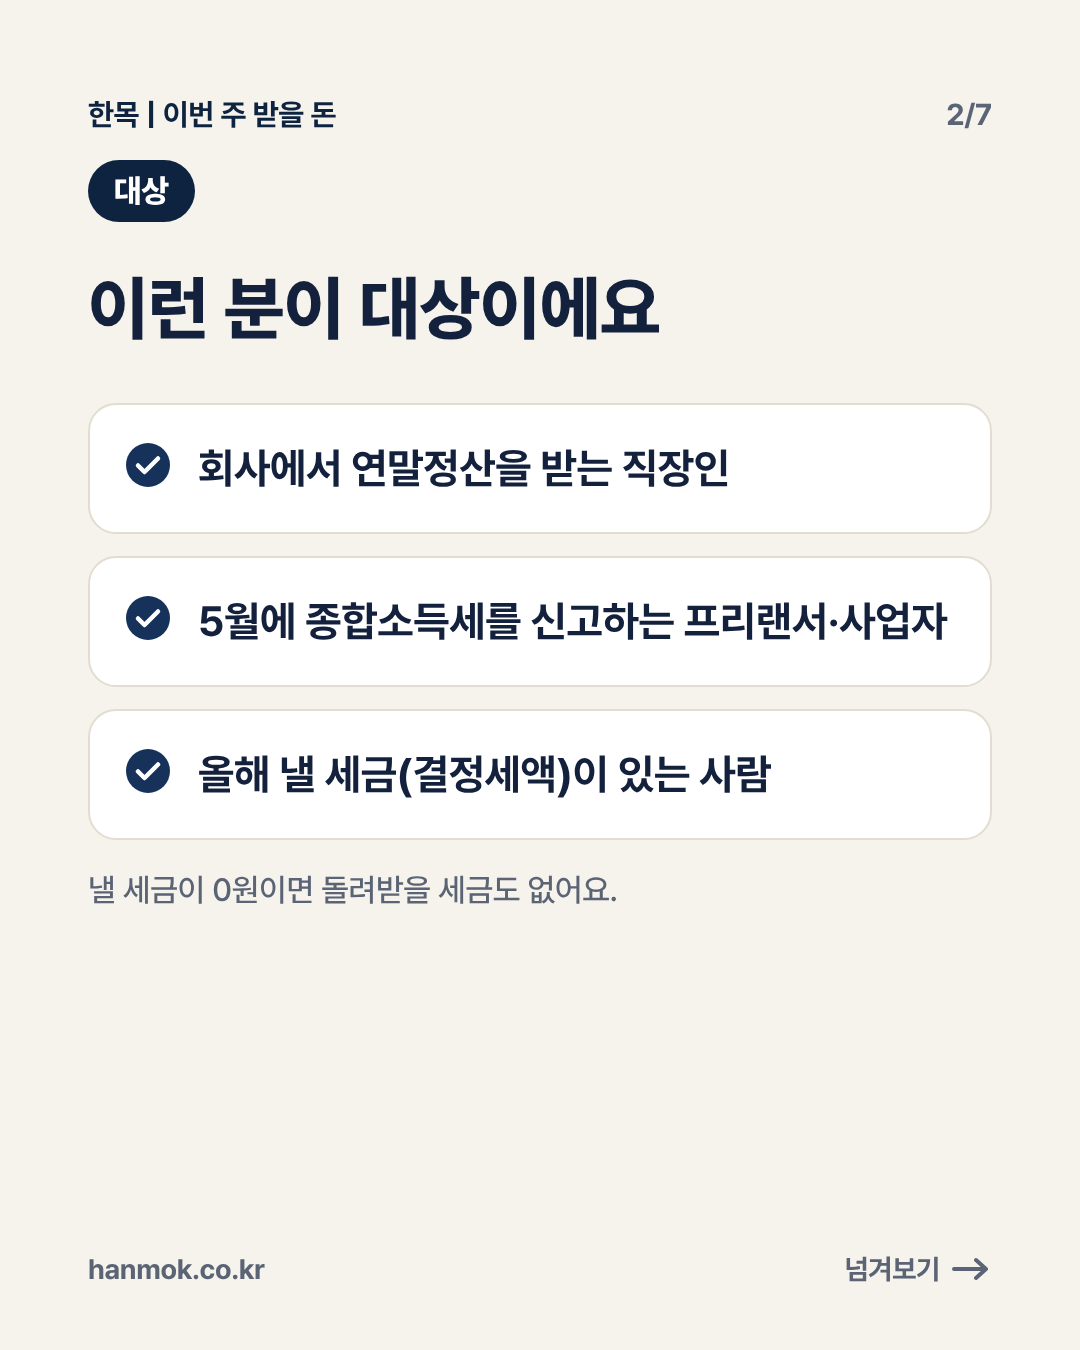 한목 | 이번 주 받을 돈
2/7
대상
이런 분이 대상이에요
회사에서 연말정산을 받는 직장인
5월에 종합소득세를 신고하는 프리랜서·사업자
올해 낼 세금(결정세액)이 있는 사람
낼 세금이 0원이면 돌려받을 세금도 없어요.
hanmok.co.kr
넘겨보기 →